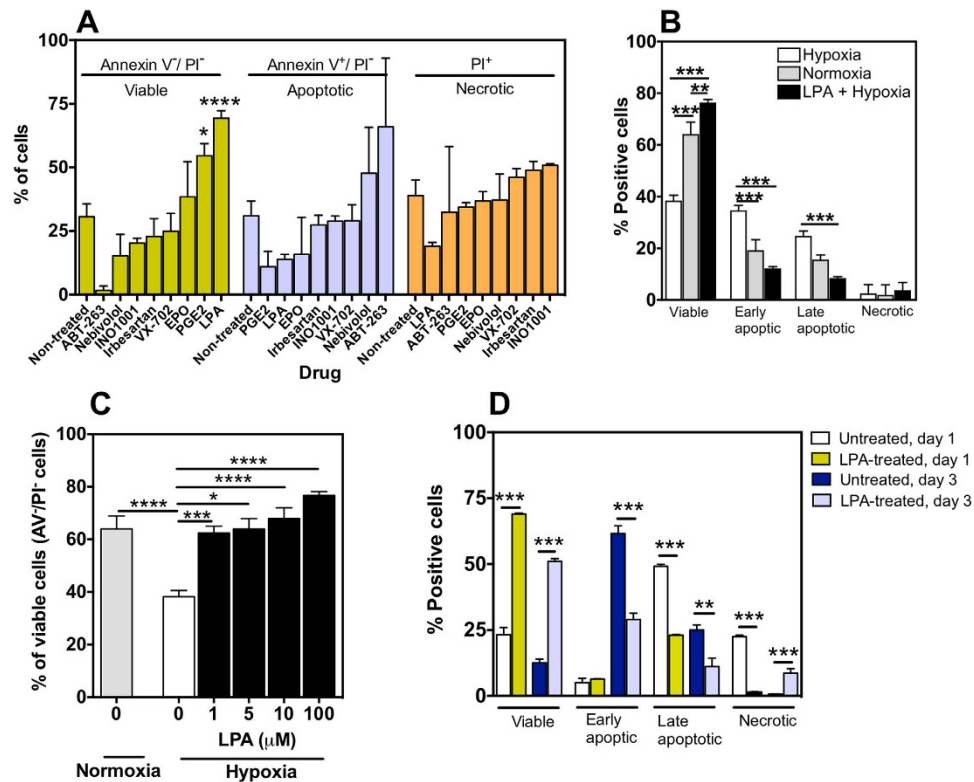 A
100
75
50
25
0
% of cells
Annexin V-/ PI-
Viable
Annexin V+/ PI-
Apoptotic
PI+
Necrotic
*
****
Non-treated
ABT-263
Nebivolol
INO1001
Irbesartan
VX-702
EPO
PGE2
LPA
Non-treated
PGE2
LPA
EPO
Irbesartan
INO1001
VX-702
Nebivolol
ABT-263
Non-treated
LPA
ABT-263
PGE2
EPO
Nebivolol
VX-702
Irbesartan
INO1001
Drug
B
100
80
60
40
20
0
% Positive cells
Hypoxia
Normoxia
LPA + Hypoxia
***
**
***
***
***
***
Viable
Early
apoptic
Late
apoptotic
Necrotic
C
80
60
40
20
0
% of viable cells (AV-/PI- cells)
****
****
****
*
***
0
0
1
5
10
100
LPA (μM)
Normoxia
Hypoxia
D
100
75
50
25
0
% Positive cells
***
***
***
***
**
***
***
Viable
Early
apoptic
Late
apoptotic
Necrotic
Untreated, day 1
LPA-treated, day 1
Untreated, day 3
LPA-treated, day 3